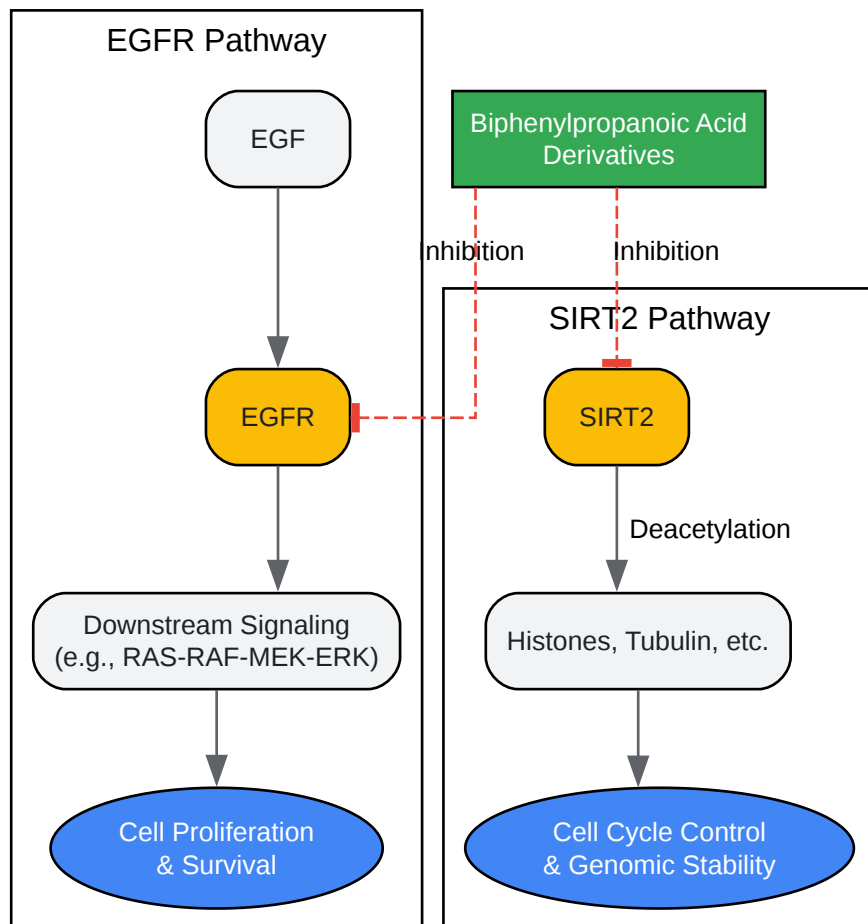 EGFR Pathway
EGF
Biphenylpropanoic Acid
Derivatives
Inhibition
Inhibition
SIRT2 Pathway
EGFR
SIRT2
Deacetylation
Downstream Signaling
(e.g., RAS-RAF-MEK-ERK)
Histones, Tubulin, etc.
Cell Proliferation
& Survival
Cell Cycle Control
& Genomic Stability